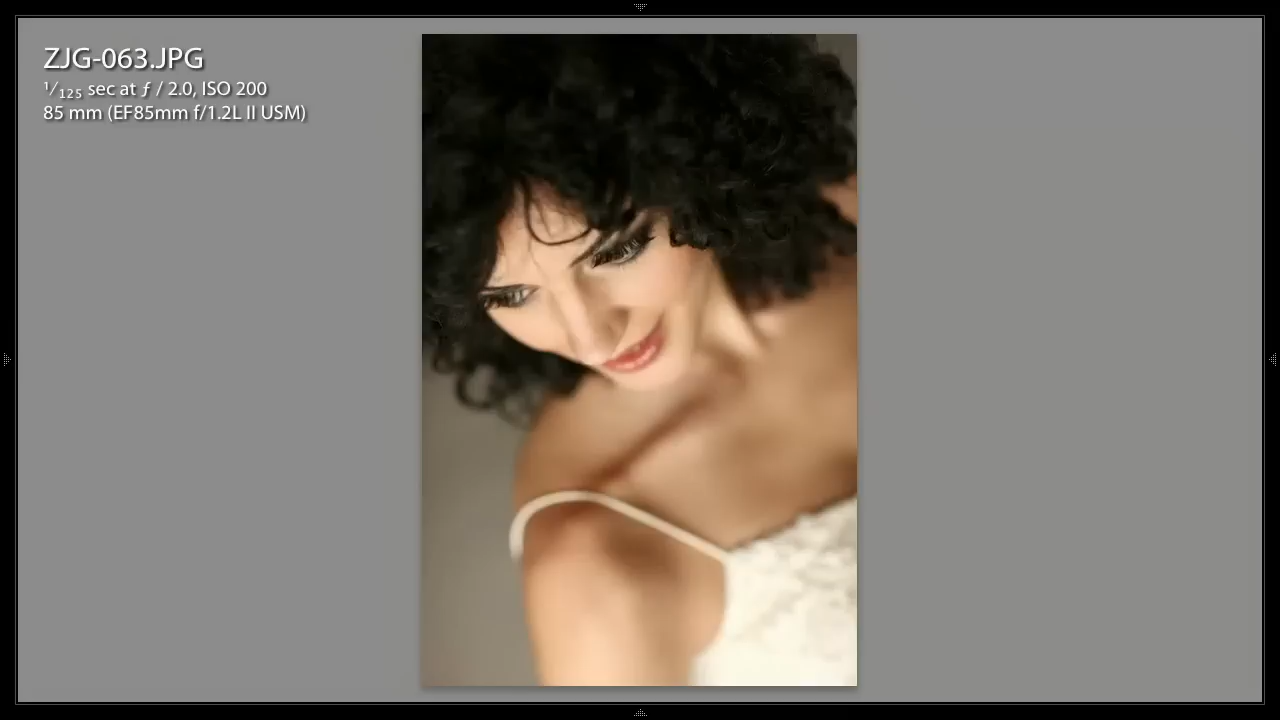 ZJG-063.JPG
1/125 sec at ƒ / 2.0, ISO 200
85 mm (EF85mm f/1.2L II USM)